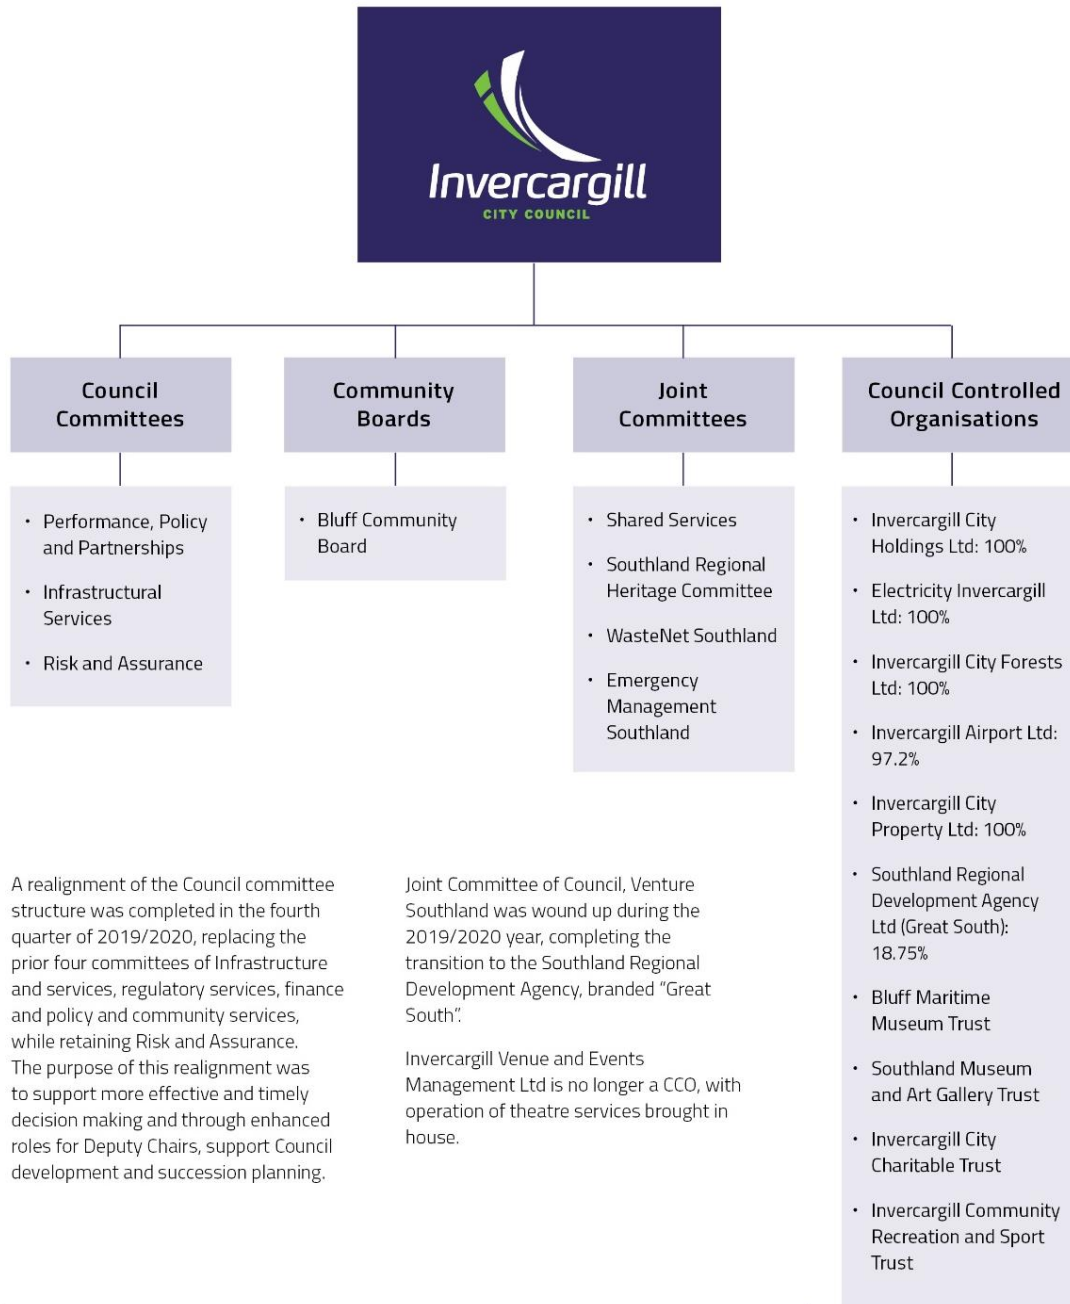 Invercargill
CITY COUNCIL
Council
Committees
• Performance, Policy
and Partnerships
• Infrastructural
Services
• Risk and Assurance
Community
Boards
• Bluff Community
Board
Joint
Committees
• Shared Services
• Southland Regional
Heritage Committee
• WasteNet Southland
• Emergency
Management
Southland
Council Controlled
Organisations
• Invercargill City
Holdings Ltd: 100%
• Electricity Invercargill
Ltd: 100%
• Invercargill City Forests
Ltd: 100%
• Invercargill Airport Ltd:
97.2%
• Invercargill City
Property Ltd: 100%
• Southland Regional
Development Agency
Ltd (Great South):
18.75%
• Bluff Maritime
Museum Trust
• Southland Museum
and Art Gallery Trust
• Invercargill City
Charitable Trust
• Invercargill Community
Recreation and Sport
Trust
A realignment of the Council committee
structure was completed in the fourth
quarter of 2019/2020, replacing the
prior four committees of Infrastructure
and services, regulatory services, finance
and policy and community services,
while retaining Risk and Assurance.
The purpose of this realignment was
to support more effective and timely
decision making and through enhanced
roles for Deputy Chairs, support Council
development and succession planning.
Joint Committee of Council, Venture
Southland was wound up during the
2019/2020 year, completing the
transition to the Southland Regional
Development Agency, branded “Great
South”.
Invercargill Venue and Events
Management Ltd is no longer a CCO, with
operation of theatre services brought in
house.